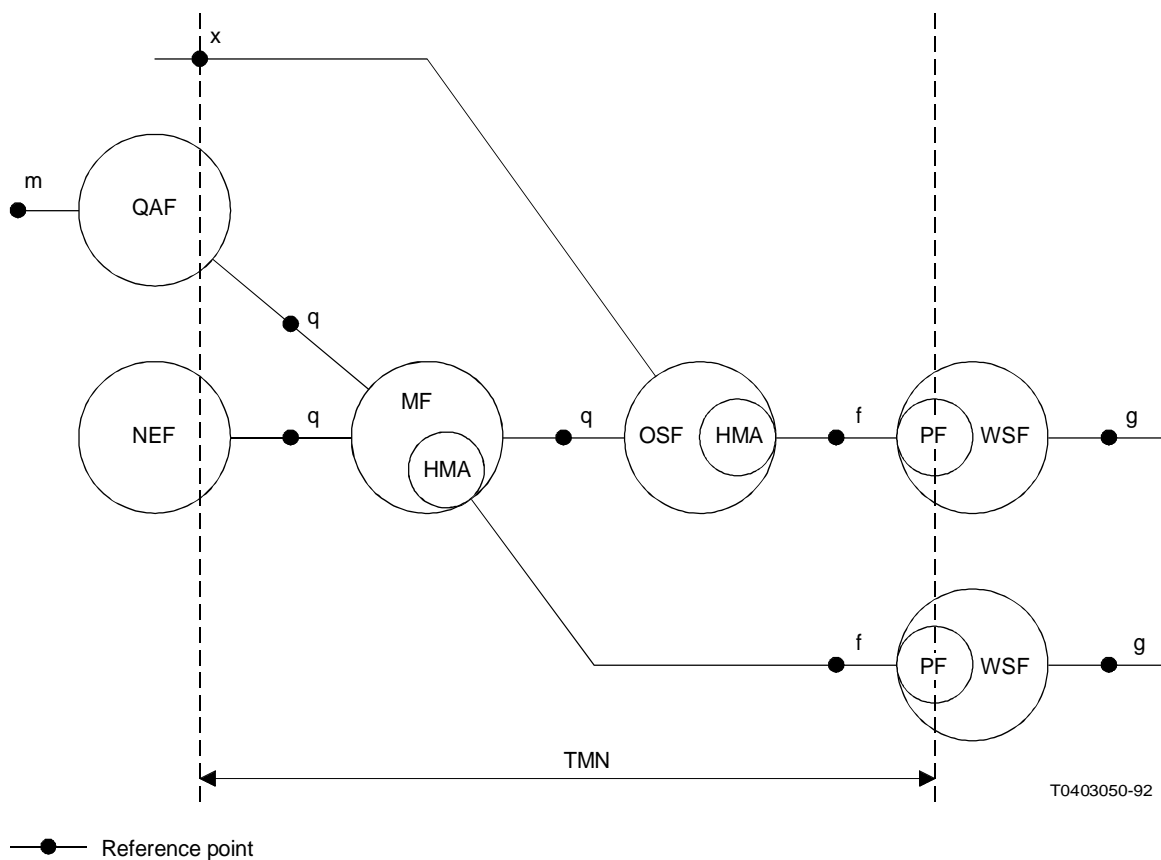 x
m
QAF
q
NEF
q
MF
HMA
q
OSF
HMA
f
PF
WSF
g
f
PF
WSF
g
TMN
T0403050-92
Reference point